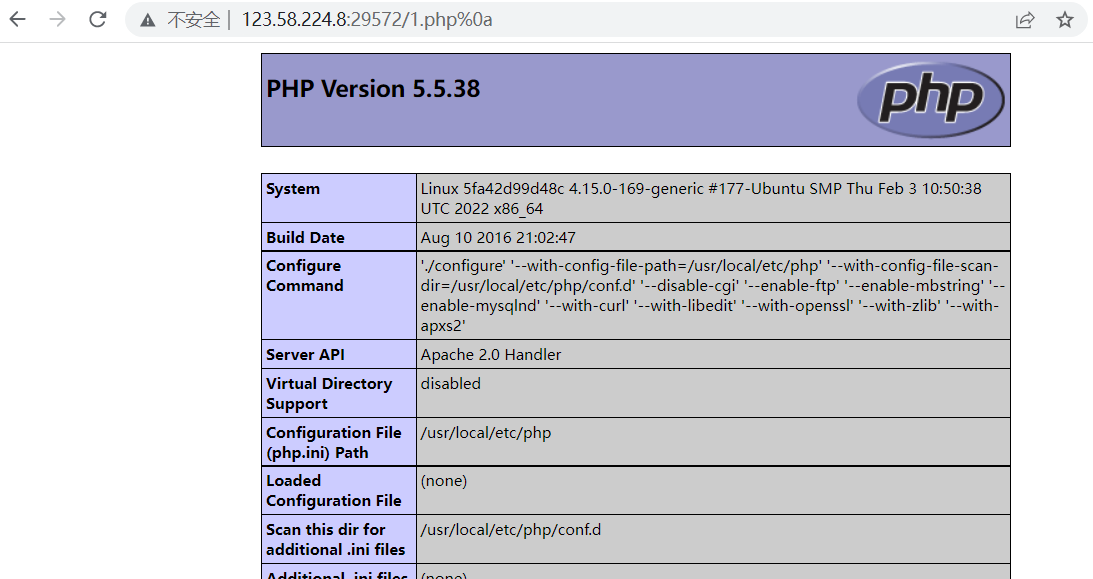 不安全 | 123.58.224.8:29572/1.php%0a
PHP Version 5.5.38
php
System
Linux 5fa42d99d48c 4.15.0-169-generic #177-Ubuntu SMP Thu Feb 3 10:50:38
UTC 2022 x86_64
Build Date
Aug 10 2016 21:02:47
Configure
Command
'./configure' '--with-config-file-path=/usr/local/etc/php' '--with-config-file-scan-
dir=/usr/local/etc/php/conf.d' '--disable-cgi' '--enable-ftp' '--enable-mbstring' '--
enable-mysqlnd' '--with-curl' '--with-libedit' '--with-openssl' '--with-zlib' '--with-
apxs2'
Server API
Apache 2.0 Handler
Virtual Directory
Support
disabled
Configuration File
(php.ini) Path
/usr/local/etc/php
Loaded
Configuration File
(none)
Scan this dir for
additional .ini files
/usr/local/etc/php/conf.d
Additional .ini files
(none)